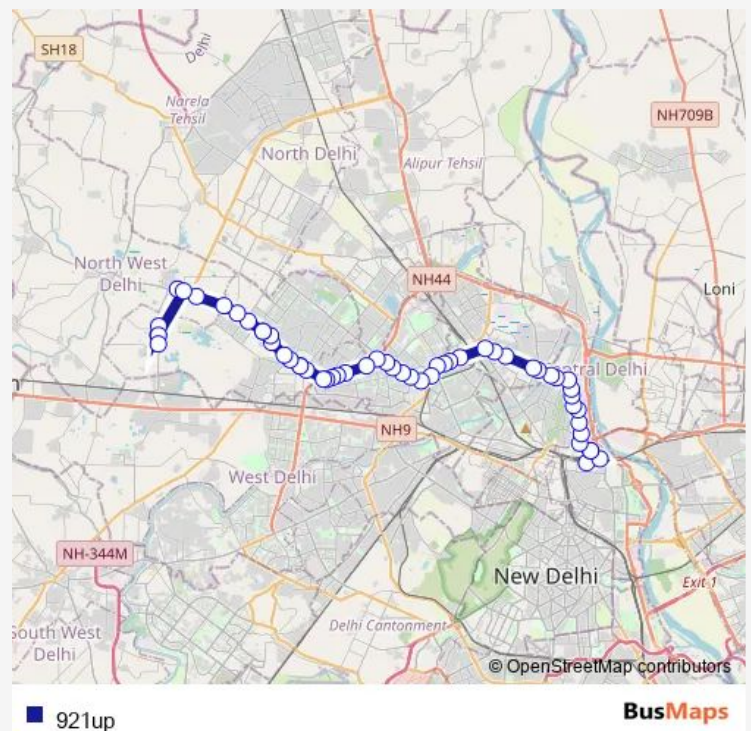 SH18
Delhi
Narela
Tehsil
NH709B
North Delhi
Alipur Tehsil
North West
Delhi
NH44
Loni
Central Delhi
NH9
West Delhi
NH-344M
New Delhi
Exit 1
South West
Delhi
Delhi Cantonment
© OpenStreetMap contributors
921up
BusMaps